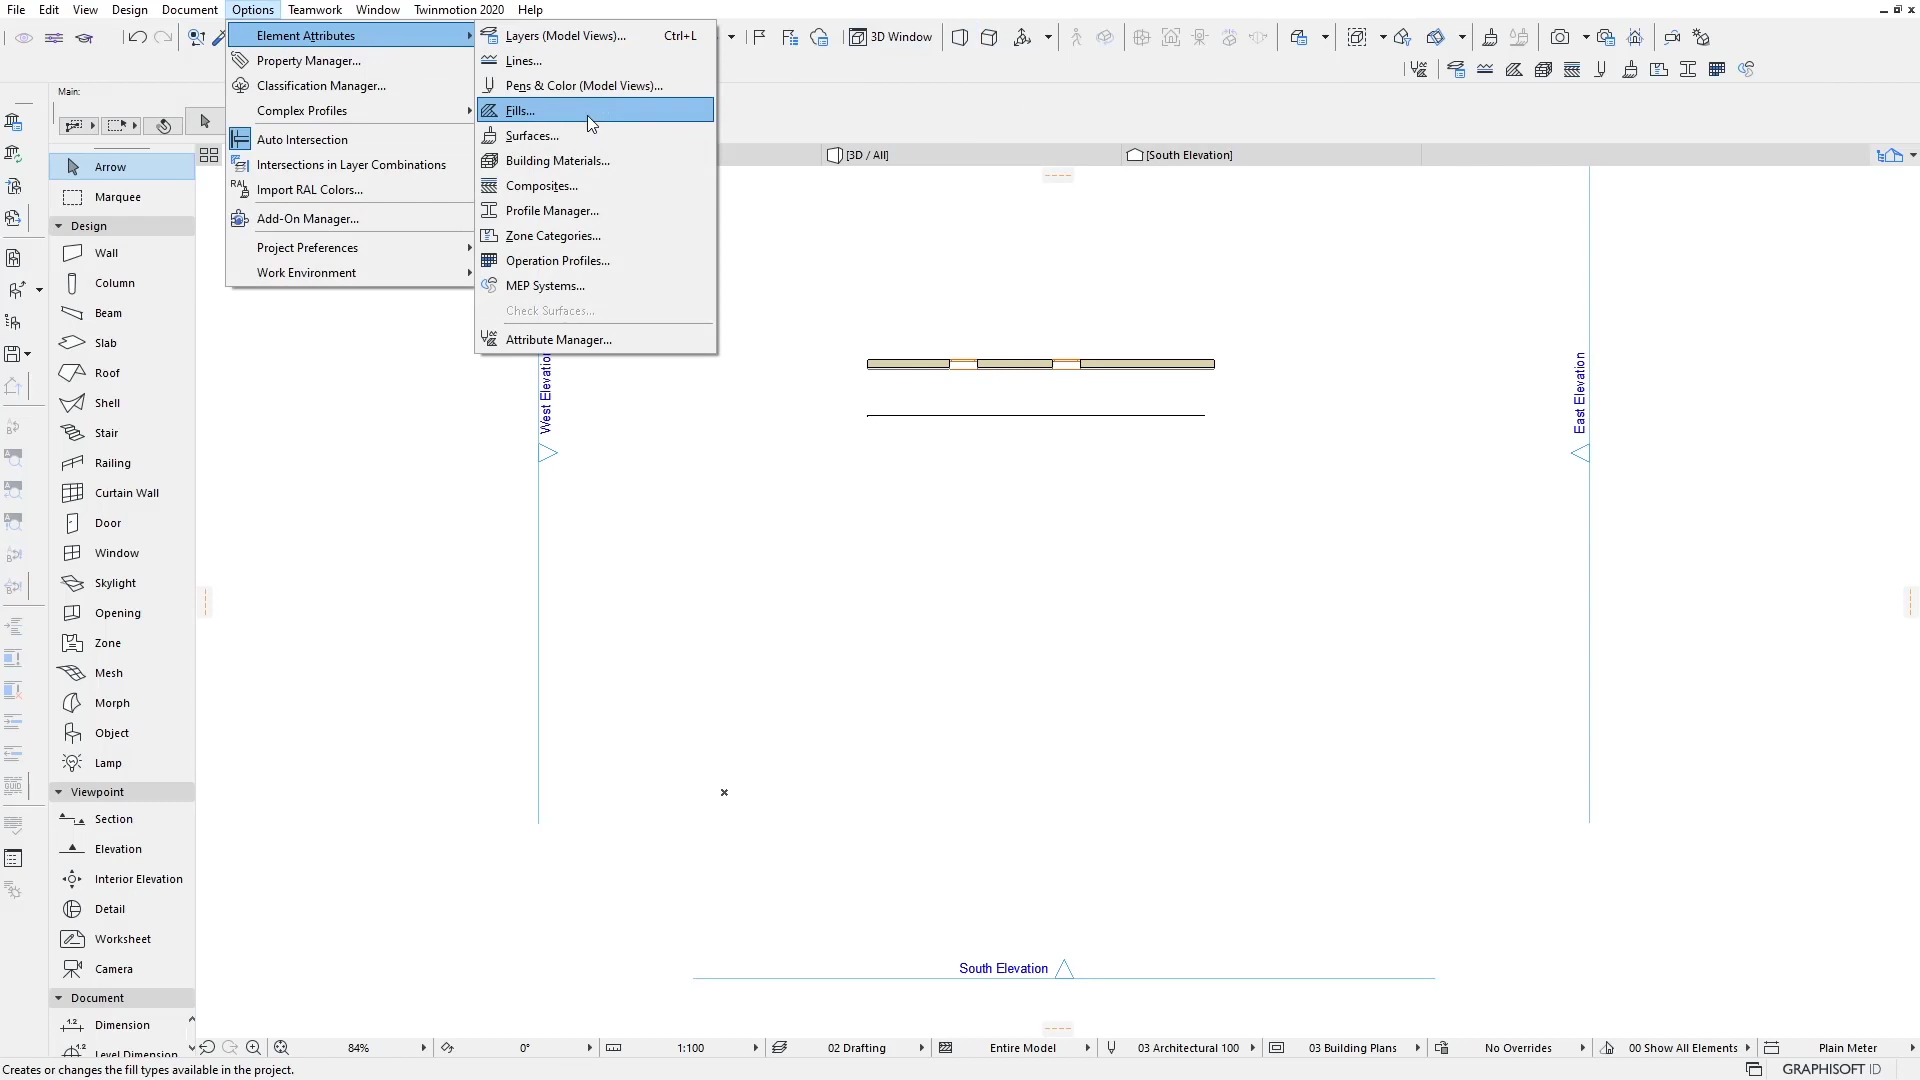 File Edit View Design Document Options Teamwork Window Twinmotion 2020 Help
Element Attributes
Property Manager...
Classification Manager...
Complex Profiles
Auto Intersection
Intersections in Layer Combinations
RAL Import RAL Colors...
Add-On Manager...
Project Preferences
Work Environment
Layers (Model Views)... Ctrl+L
Lines...
Pens & Color (Model Views)...
Fills...
Surfaces...
Building Materials...
Composites...
Profile Manager...
Zone Categories...
Operation Profiles...
MEP Systems...
Check Surfaces...
Attribute Manager...
3D Window
Main:
[3D / All]
[South Elevation]
Arrow
Marquee
Design
Wall
Column
Beam
Slab
Roof
Shell
Stair
Railing
Curtain Wall
Door
Window
Skylight
Opening
Zone
Mesh
Morph
Object
Lamp
Viewpoint
Section
Elevation
Interior Elevation
Detail
Worksheet
Camera
Document
1.2 Dimension
1.2 Level Dimension
West Elevation
East Elevation
South Elevation
84% 0° 1:100 02 Drafting Entire Model 03 Architectural 100 03 Building Plans No Overrides 00 Show All Elements Plain Meter
Creates or changes the fill types available in the project.
GRAPHISOFT ID